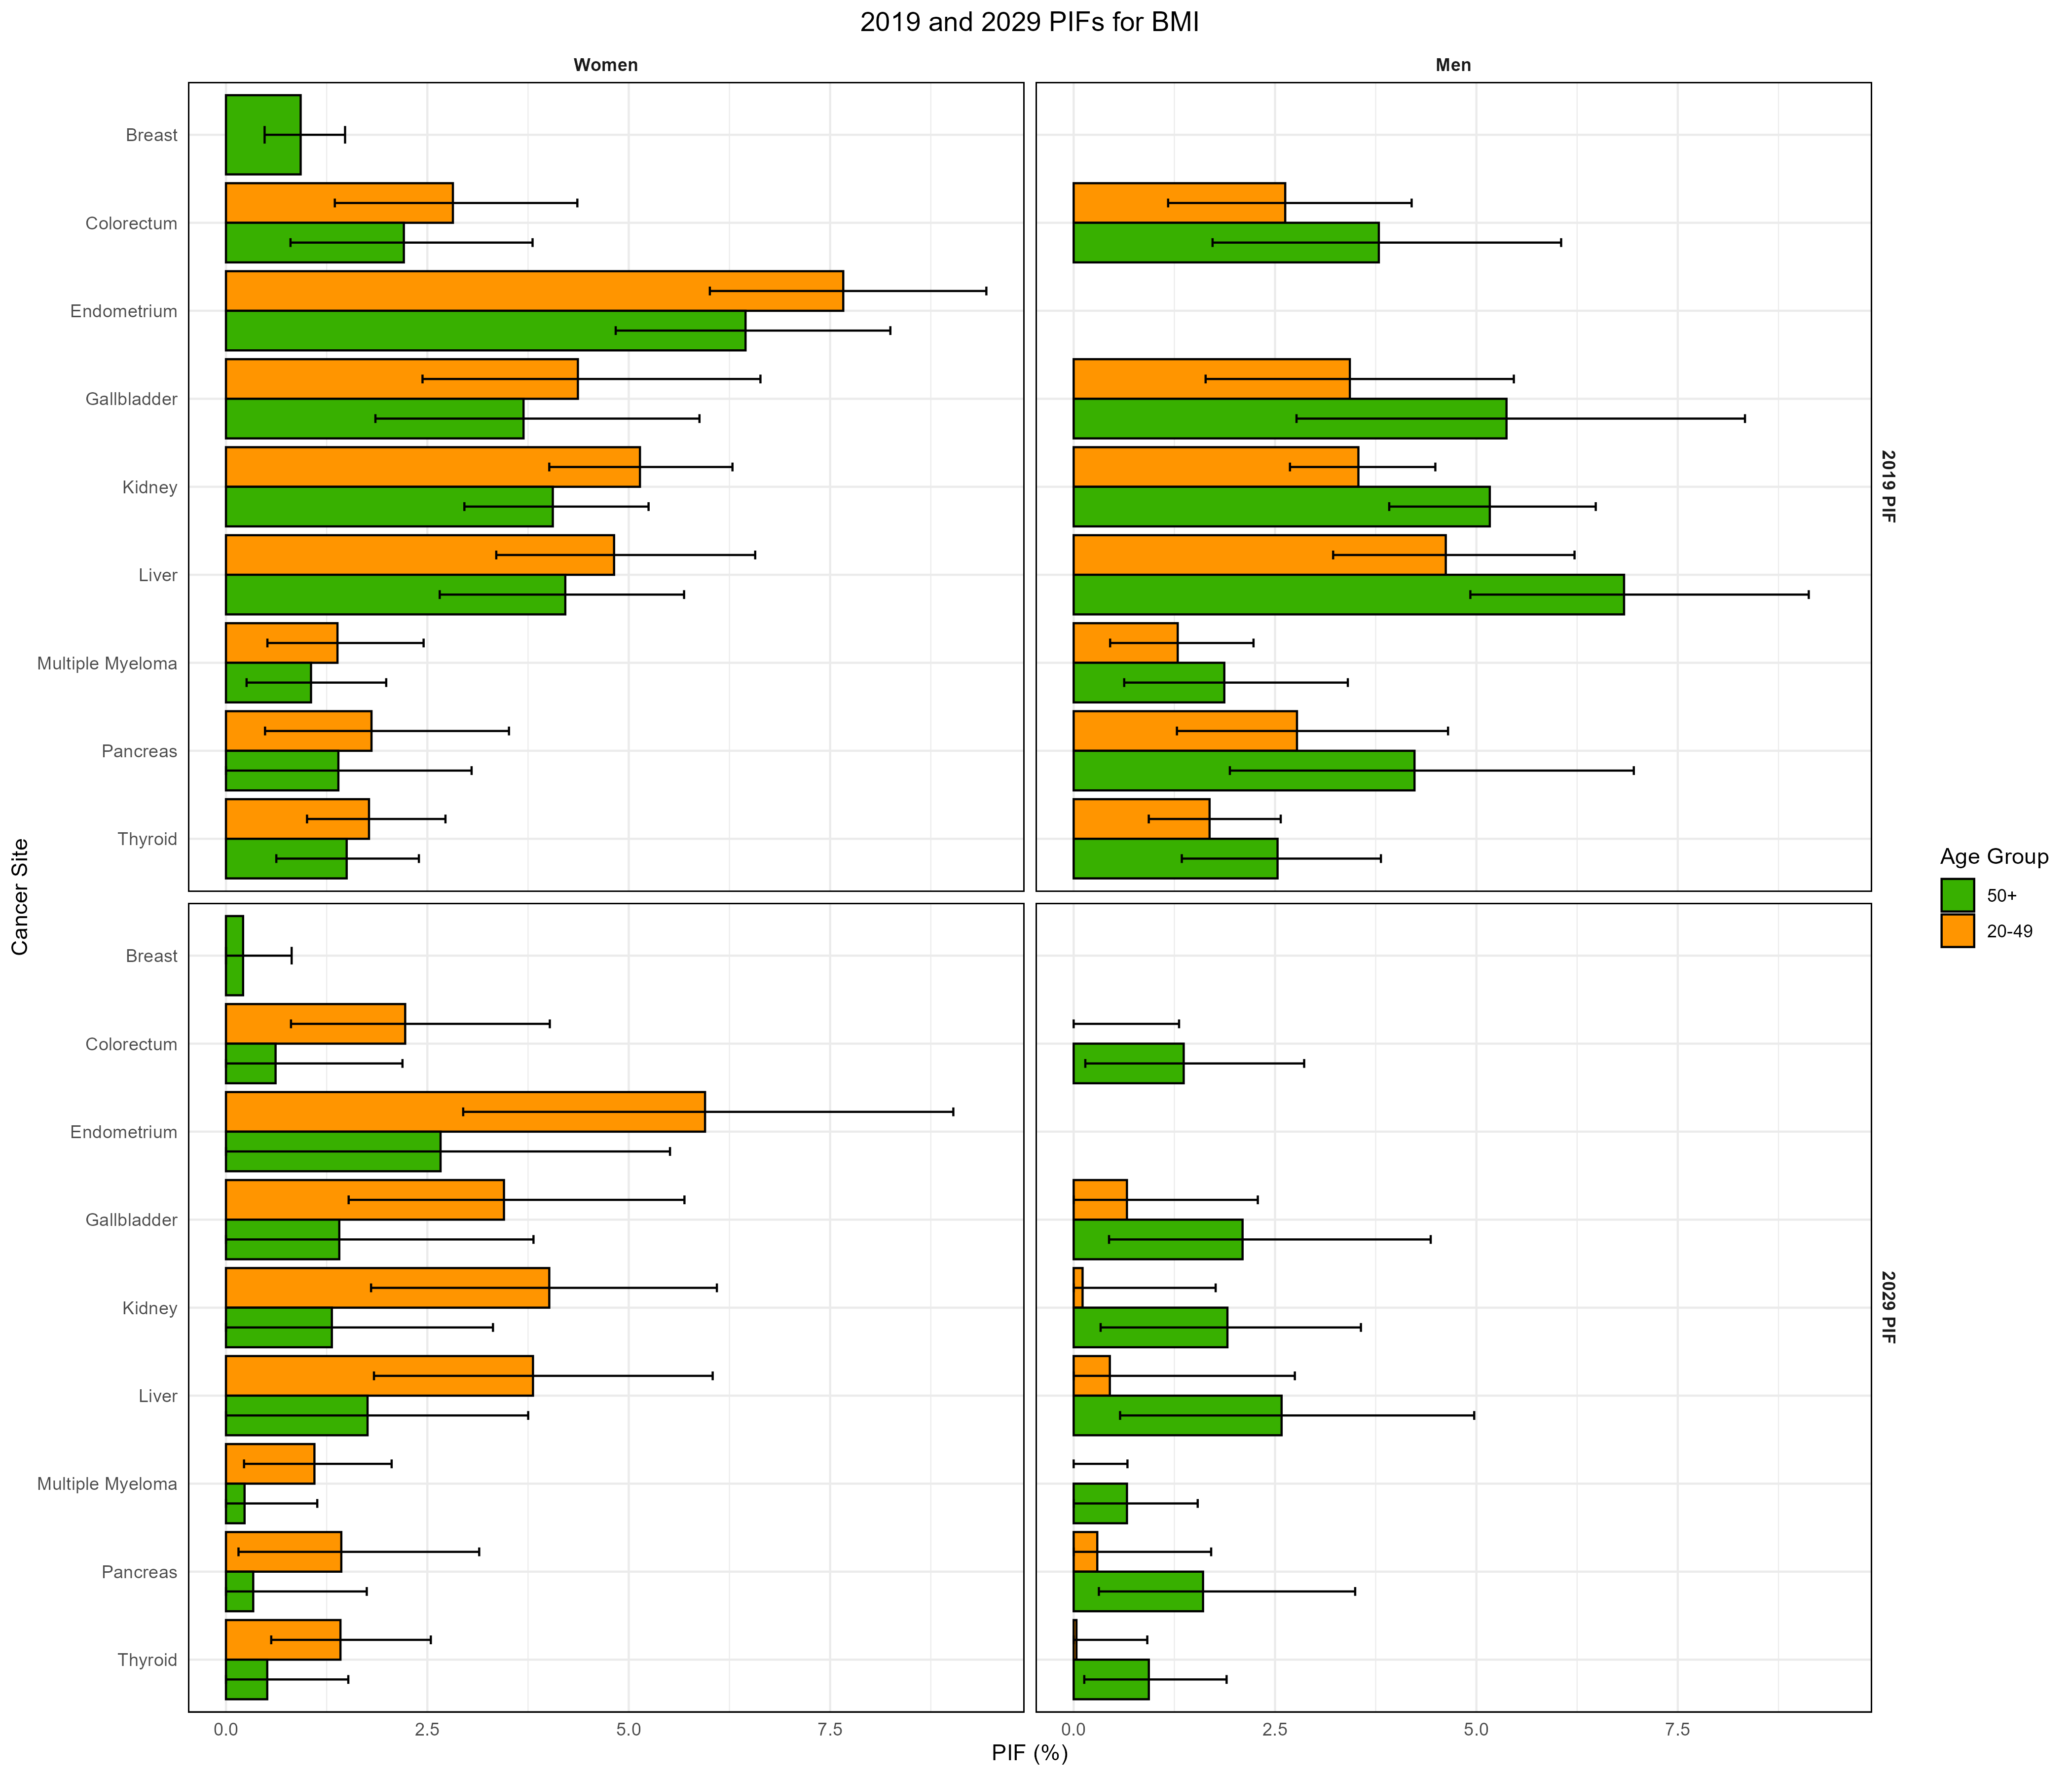 2019 and 2029 PIFs for BMI
Women
Men
Breast
Colorectum
Endometrium
Gallbladder
Kidney
Liver
Multiple Myeloma
Pancreas
Thyroid
2019 PIF
Breast
Colorectum
Endometrium
Gallbladder
Kidney
Liver
Multiple Myeloma
Pancreas
Thyroid
2029 PIF
0.0 2.5 5.0 7.5
0.0 2.5 5.0 7.5
PIF (%)
Cancer Site
Age Group
50+
20-49